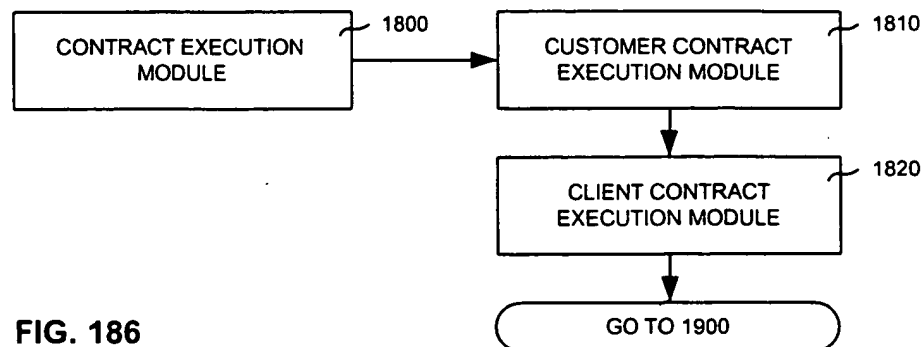 CONTRACT EXECUTION
MODULE
1800
CUSTOMER CONTRACT
EXECUTION MODULE
1810
CLIENT CONTRACT
EXECUTION MODULE
1820
GO TO 1900
FIG. 186